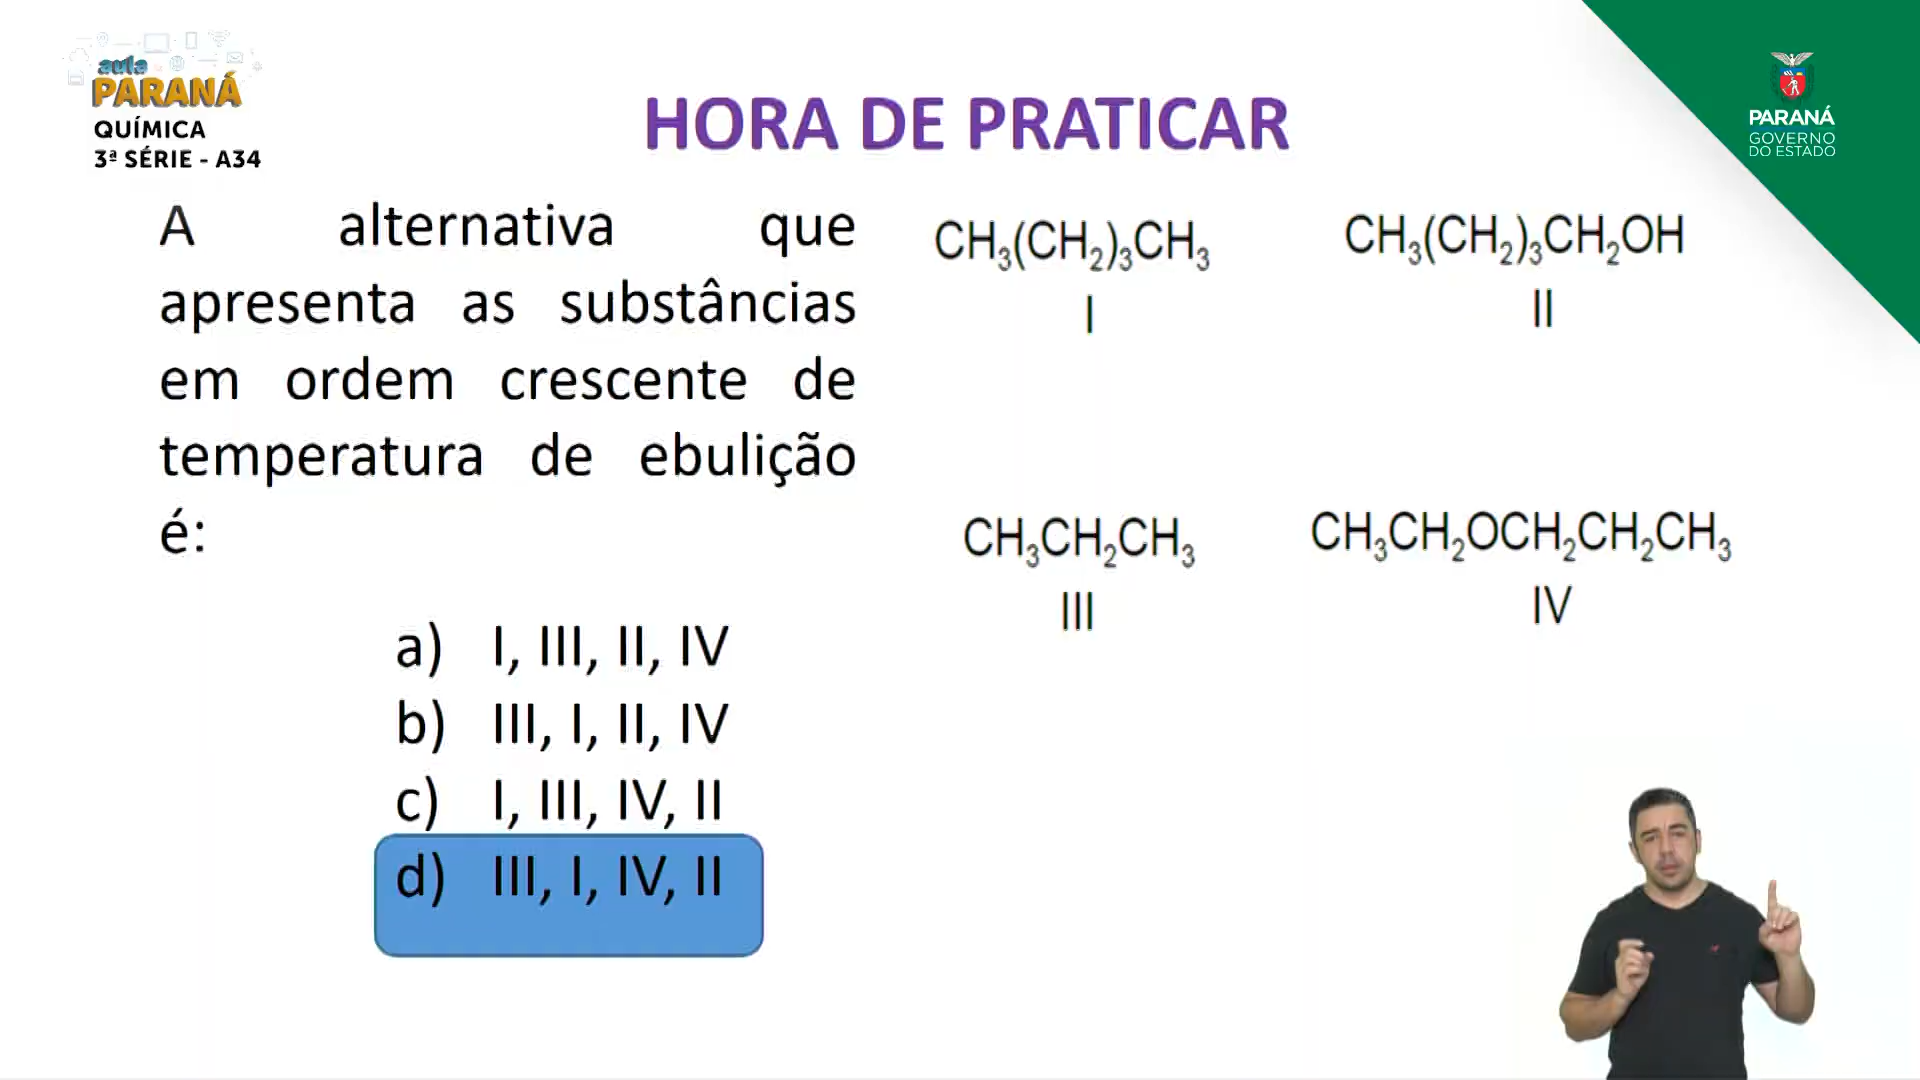 aula
PARANÁ
QUÍMICA
3ª SÉRIE - A34
HORA DE PRATICAR
PARANÁ
GOVERNO
DO ESTADO
A alternativa que
apresenta as substâncias
em ordem crescente de
temperatura de ebulição
é:
a) I, III, II, IV
b) III, I, II, IV
c) I, III, IV, II
d) III, I, IV, II
CH₃(CH₂)₃CH₃
I
CH₃(CH₂)₃CH₂OH
II
CH₃CH₂CH₃
III
CH₃CH₂OCH₂CH₂CH₃
IV